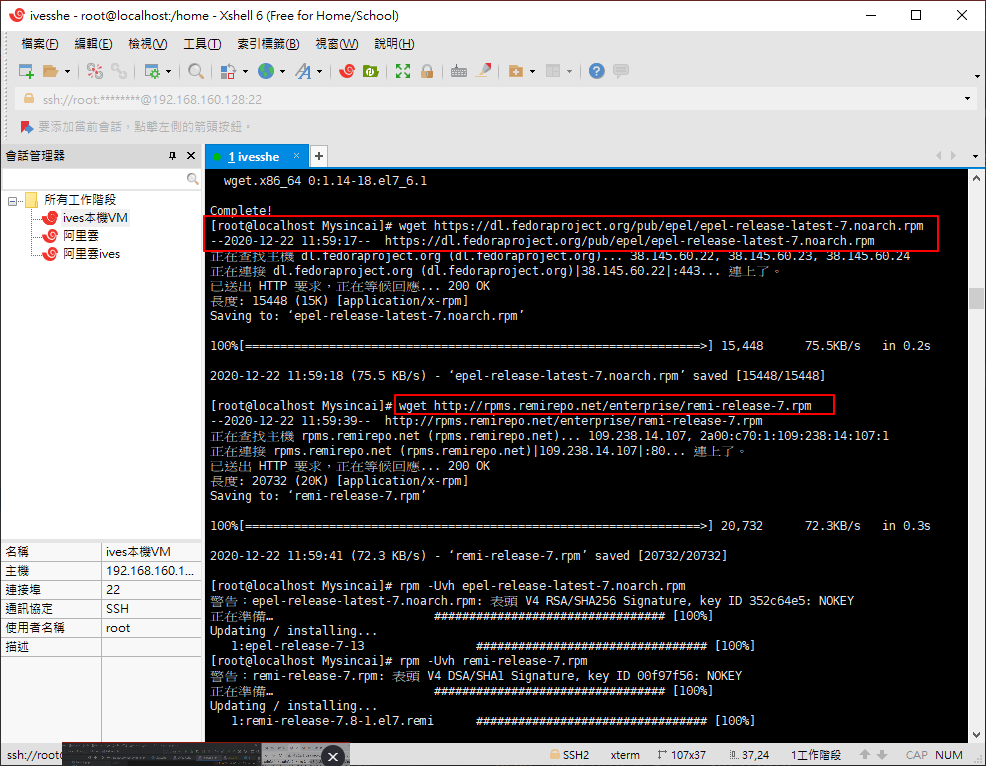 ivesshe - root@localhost:/home - Xshell 6 (Free for Home/School)
檔案(F) 編輯(E) 檢視(V) 工具(T) 索引標籤(B) 視窗(W) 說明(H)
ssh://root:********@192.168.160.128:22
要添加當前會話，點擊左側的箭頭按鈕。
會話管理器
1 ivesshe
所有工作階段
ives本機VM
阿里雲
阿里雲ives
wget.x86_64 0:1.14-18.el7_6.1
Complete!
[root@localhost Mysincai]# wget https://dl.fedoraproject.org/pub/epel/epel-release-latest-7.noarch.rpm
--2020-12-22 11:59:17--  https://dl.fedoraproject.org/pub/epel/epel-release-latest-7.noarch.rpm
正在查找主機 dl.fedoraproject.org (dl.fedoraproject.org)... 38.145.60.22, 38.145.60.23, 38.145.60.24
正在連接 dl.fedoraproject.org (dl.fedoraproject.org)|38.145.60.22|:443... 連上了。
已送出 HTTP 要求，正在等候回應... 200 OK
長度: 15448 (15K) [application/x-rpm]
Saving to: ‘epel-release-latest-7.noarch.rpm’
100%[=================================================================>] 15,448      75.5KB/s   in 0.2s
2020-12-22 11:59:18 (75.5 KB/s) - ‘epel-release-latest-7.noarch.rpm’ saved [15448/15448]
[root@localhost Mysincai]# wget http://rpms.remirepo.net/enterprise/remi-release-7.rpm
--2020-12-22 11:59:39--  http://rpms.remirepo.net/enterprise/remi-release-7.rpm
正在查找主機 rpms.remirepo.net (rpms.remirepo.net)... 109.238.14.107, 2a00:c70:1:109:238:14:107:1
正在連接 rpms.remirepo.net (rpms.remirepo.net)|109.238.14.107|:80... 連上了。
已送出 HTTP 要求，正在等候回應... 200 OK
長度: 20732 (20K) [application/x-rpm]
Saving to: ‘remi-release-7.rpm’
100%[=================================================================>] 20,732      72.3KB/s   in 0.3s
2020-12-22 11:59:41 (72.3 KB/s) - ‘remi-release-7.rpm’ saved [20732/20732]
[root@localhost Mysincai]# rpm -Uvh epel-release-latest-7.noarch.rpm
警告：epel-release-latest-7.noarch.rpm: 表頭 V4 RSA/SHA256 Signature, key ID 352c64e5: NOKEY
正在準備… ################################# [100%]
Updating / installing...
1:epel-release-7-13 ################################# [100%]
[root@localhost Mysincai]# rpm -Uvh remi-release-7.rpm
警告：remi-release-7.rpm: 表頭 V4 DSA/SHA1 Signature, key ID 00f97f56: NOKEY
正在準備… ################################# [100%]
Updating / installing...
1:remi-release-7.8-1.el7.remi ################################# [100%]
名稱 ives本機VM
主機 192.168.160.1...
連接埠 22
通訊協定 SSH
使用者名稱 root
描述
ssh://root SSH2 xterm 107x37 37,24 1工作階段 CAP NUM